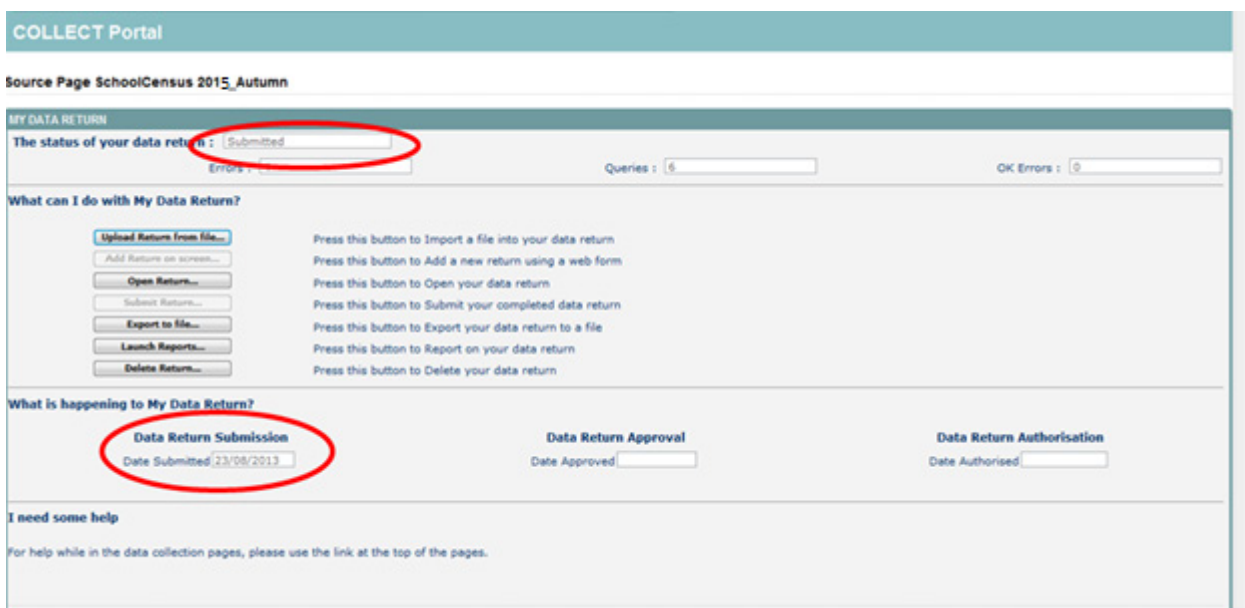 COLLECT Portal
Source Page SchoolCensus 2015_Autumn
MY DATA RETURN
The status of your data return : Submitted
Errors : Queries : 6 OK Errors : 0
What can I do with My Data Return?
Upload Return from file... Press this button to Import a file into your data return
Add Return on screen... Press this button to Add a new return using a web form
Open Return... Press this button to Open your data return
Submit Return... Press this button to Submit your completed data return
Export to file... Press this button to Export your data return to a file
Launch Reports... Press this button to Report on your data return
Delete Return... Press this button to Delete your data return
What is happening to My Data Return?
Data Return Submission Data Return Approval Data Return Authorisation
Date Submitted 23/08/2013 Date Approved Date Authorised
I need some help
For help while in the data collection pages, please use the link at the top of the pages.